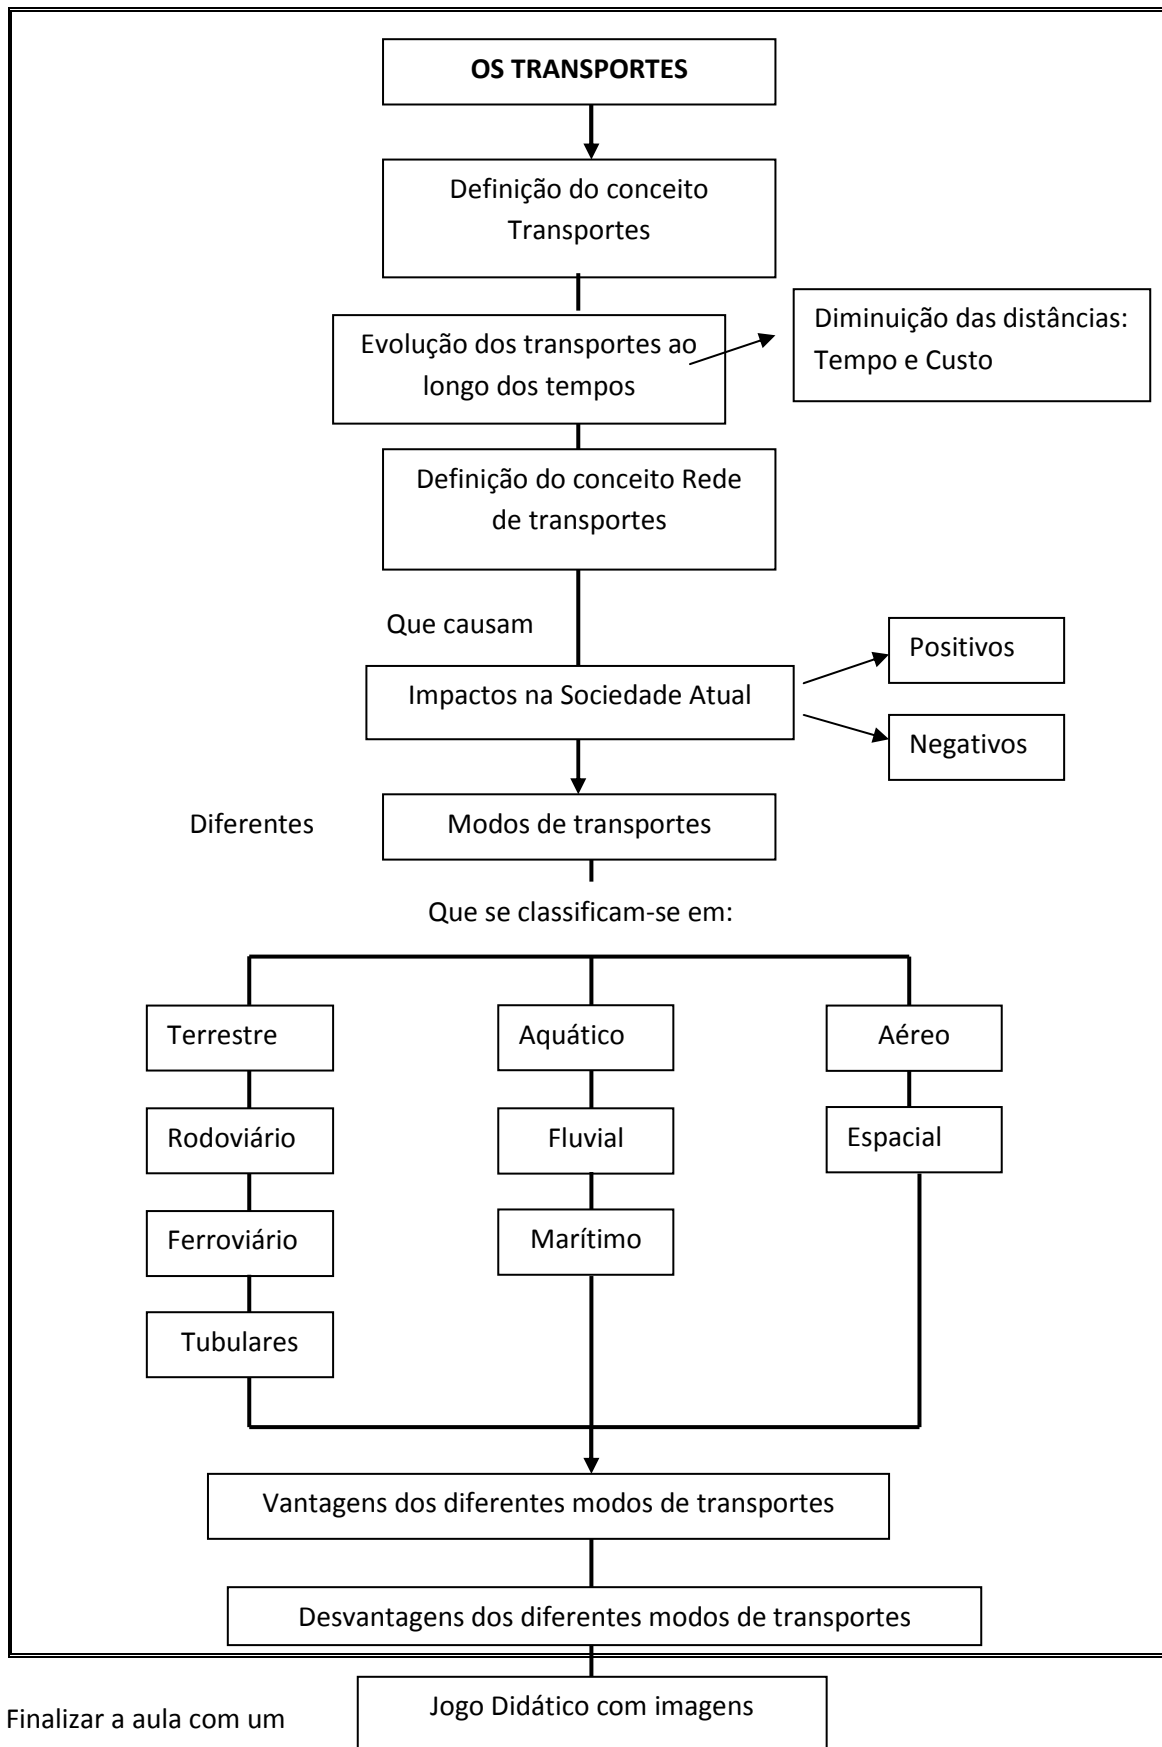 OS TRANSPORTES
Definição do conceito
Transportes
Evolução dos transportes ao
longo dos tempos
Diminuição das distâncias:
Tempo e Custo
Definição do conceito Rede
de transportes
Que causam
Impactos na Sociedade Atual
Positivos
Negativos
Diferentes
Modos de transportes
Que se classificam-se em:
Terrestre
Aquático
Aéreo
Rodoviário
Fluvial
Espacial
Ferroviário
Marítimo
Tubulares
Vantagens dos diferentes modos de transportes
Desvantagens dos diferentes modos de transportes
Finalizar a aula com um
Jogo Didático com imagens